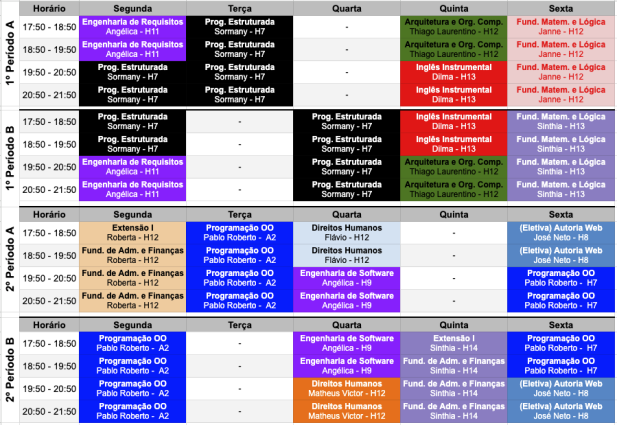 Horário Segunda Terça Quarta Quinta Sexta
1º Período A
17:50 - 18:50 Engenharia de Requisitos Prog. Estruturada - Arquitetura e Org. Comp. Fund. Matem. e Lógica
Angélica - H11 Sormany - H7 Thiago Laurentino - H12 Janne - H12
18:50 - 19:50 Engenharia de Requisitos Prog. Estruturada - Arquitetura e Org. Comp. Fund. Matem. e Lógica
Angélica - H11 Sormany - H7 Thiago Laurentino - H12 Janne - H12
19:50 - 20:50 Prog. Estruturada Prog. Estruturada - Inglês Instrumental Fund. Matem. e Lógica
Sormany - H7 Sormany - H7 Dilma - H13 Janne - H12
20:50 - 21:50 Prog. Estruturada Prog. Estruturada - Inglês Instrumental Fund. Matem. e Lógica
Sormany - H7 Sormany - H7 Dilma - H13 Janne - H12
1º Período B
17:50 - 18:50 Prog. Estruturada - Prog. Estruturada Inglês Instrumental Fund. Matem. e Lógica
Sormany - H7 Sormany - H7 Dilma - H13 Sinthia - H13
18:50 - 19:50 Prog. Estruturada - Prog. Estruturada Inglês Instrumental Fund. Matem. e Lógica
Sormany - H7 Sormany - H7 Dilma - H13 Sinthia - H13
19:50 - 20:50 Engenharia de Requisitos - Prog. Estruturada Arquitetura e Org. Comp. Fund. Matem. e Lógica
Angélica - H11 Sormany - H7 Thiago Laurentino - H12 Sinthia - H13
20:50 - 21:50 Engenharia de Requisitos - Prog. Estruturada Arquitetura e Org. Comp. Fund. Matem. e Lógica
Angélica - H11 Sormany - H7 Thiago Laurentino - H12 Sinthia - H13
Horário Segunda Terça Quarta Quinta Sexta
2º Período A
17:50 - 18:50 Extensão I Programação OO Direitos Humanos - (Eletiva) Autoria Web
Roberta - H12 Pablo Roberto - A2 Flávio - H12 José Neto - H8
18:50 - 19:50 Fund. de Adm. e Finanças Programação OO Direitos Humanos - (Eletiva) Autoria Web
Roberta - H12 Pablo Roberto - A2 Flávio - H12 José Neto - H8
19:50 - 20:50 Fund. de Adm. e Finanças Programação OO Engenharia de Software - Programação OO
Roberta - H12 Pablo Roberto - A2 Angélica - H9 Pablo Roberto - H7
20:50 - 21:50 Fund. de Adm. e Finanças Programação OO Engenharia de Software - Programação OO
Roberta - H12 Pablo Roberto - A2 Angélica - H9 Pablo Roberto - H7
Horário Segunda Terça Quarta Quinta Sexta
2º Período B
17:50 - 18:50 Programação OO - Engenharia de Software Extensão I Programação OO
Pablo Roberto - A2 Angélica - H9 Sinthia - H14 Pablo Roberto - H7
18:50 - 19:50 Programação OO - Engenharia de Software Fund. de Adm. e Finanças Programação OO
Pablo Roberto - A2 Angélica - H9 Sinthia - H14 Pablo Roberto - H7
19:50 - 20:50 Programação OO - Direitos Humanos Fund. de Adm. e Finanças (Eletiva) Autoria Web
Pablo Roberto - A2 Matheus Victor - H12 Sinthia - H14 José Neto - H8
20:50 - 21:50 Programação OO - Direitos Humanos Fund. de Adm. e Finanças (Eletiva) Autoria Web
Pablo Roberto - A2 Matheus Victor - H12 Sinthia - H14 José Neto - H8